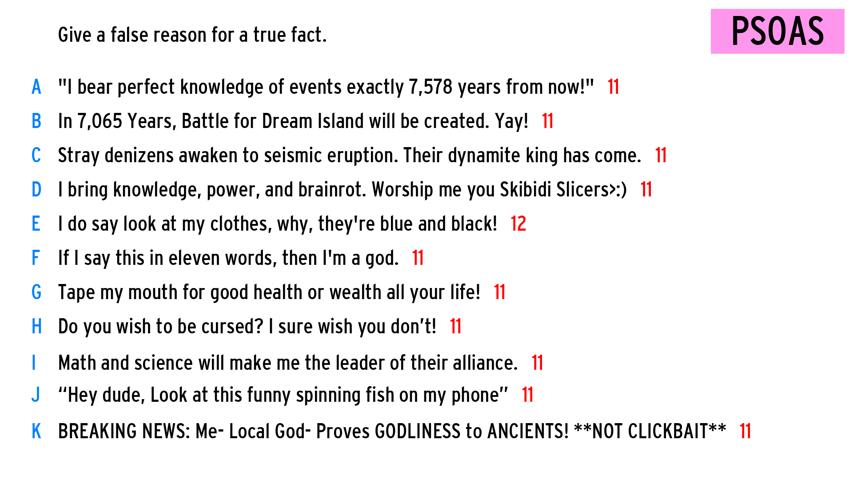 Give a false reason for a true fact.
PSOAS
A "I bear perfect knowledge of events exactly 7,578 years from now!" 11
B In 7,065 Years, Battle for Dream Island will be created. Yay! 11
C Stray denizens awaken to seismic eruption. Their dynamite king has come. 11
D I bring knowledge, power, and brainrot. Worship me you Skibidi Slicers>:) 11
E I do say look at my clothes, why, they're blue and black! 12
F If I say this in eleven words, then I'm a god. 11
G Tape my mouth for good health or wealth all your life! 11
H Do you wish to be cursed? I sure wish you don’t! 11
I Math and science will make me the leader of their alliance. 11
J “Hey dude, Look at this funny spinning fish on my phone” 11
K BREAKING NEWS: Me- Local God- Proves GODLINESS to ANCIENTS! **NOT CLICKBAIT** 11